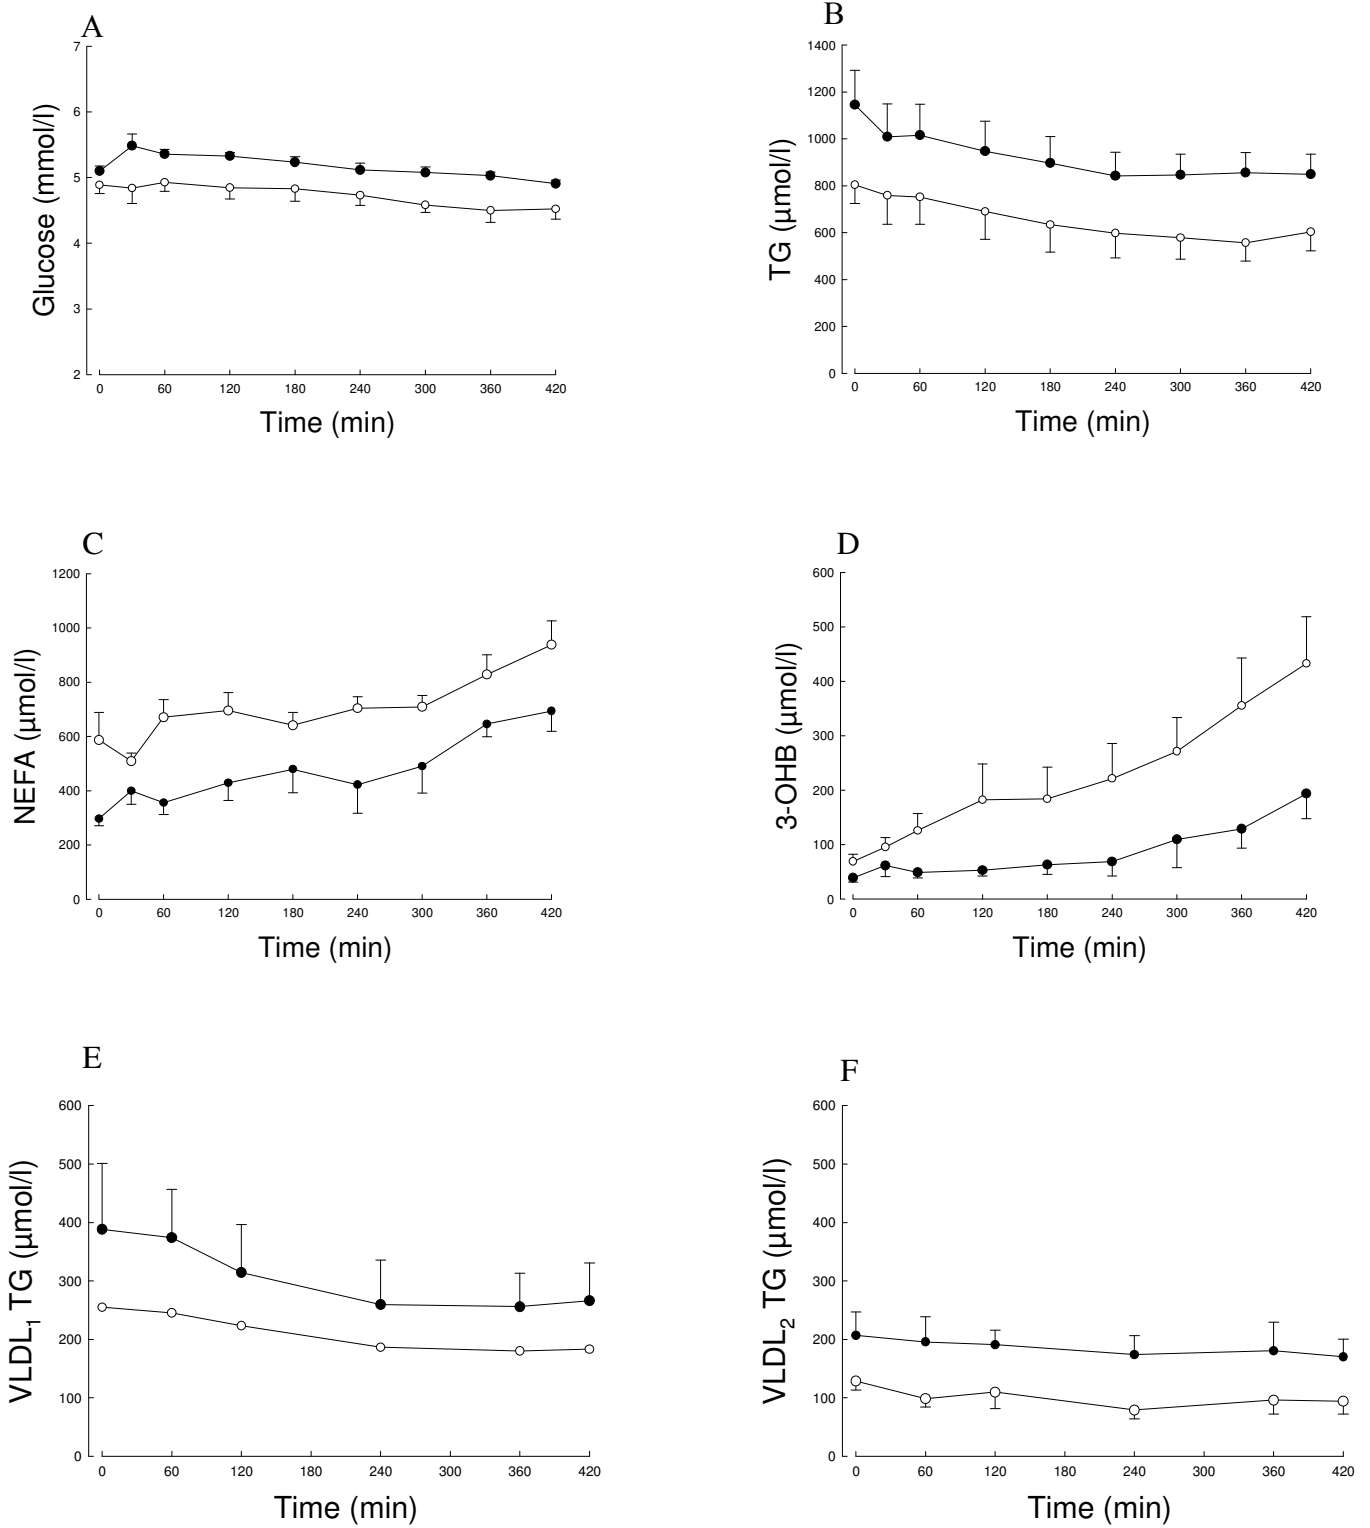 A
7
6
5
4
3
2
Glucose (mmol/l)
0 60 120 180 240 300 360 420
Time (min)
B
1400
1200
1000
800
600
400
200
0
TG (µmol/l)
0 60 120 180 240 300 360 420
Time (min)
C
1200
1000
800
600
400
200
0
NEFA (µmol/l)
0 60 120 180 240 300 360 420
Time (min)
D
600
500
400
300
200
100
0
3-OHB (µmol/l)
0 60 120 180 240 300 360 420
Time (min)
E
600
500
400
300
200
100
0
VLDL₁ TG (µmol/l)
0 60 120 180 240 300 360 420
Time (min)
F
600
500
400
300
200
100
0
VLDL₂ TG (µmol/l)
0 60 120 180 240 300 360 420
Time (min)